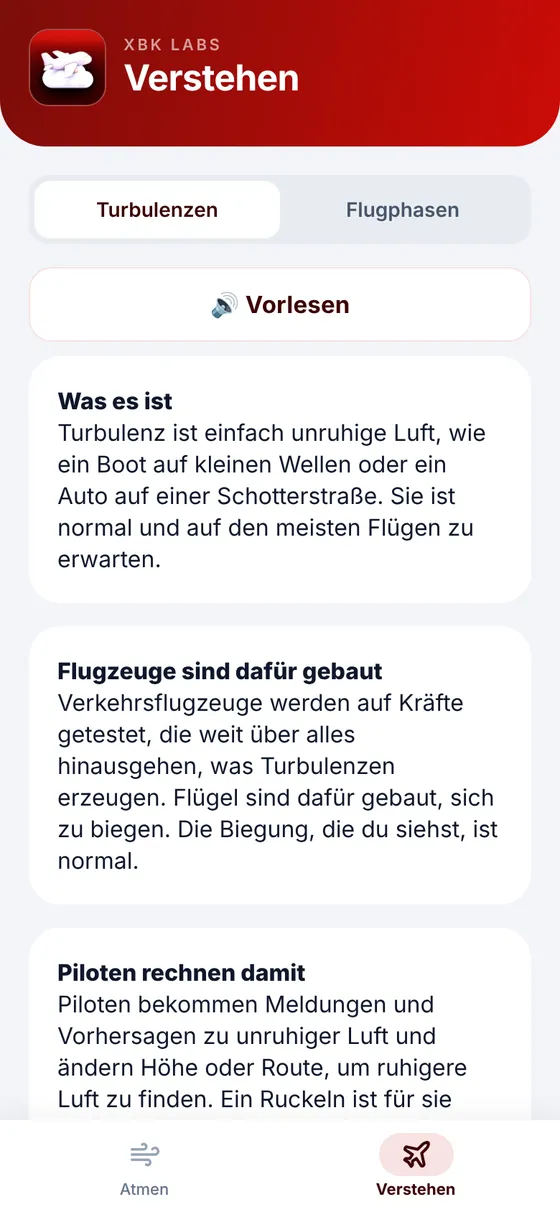 XBK LABS
Verstehen
Turbulenzen
Flugphasen
🔊 Vorlesen
Was es ist
Turbulenz ist einfach unruhige Luft, wie
ein Boot auf kleinen Wellen oder ein
Auto auf einer Schotterstraße. Sie ist
normal und auf den meisten Flügen zu
erwarten.
Flugzeuge sind dafür gebaut
Verkehrsflugzeuge werden auf Kräfte
getestet, die weit über alles
hinausgehen, was Turbulenzen
erzeugen. Flügel sind dafür gebaut, sich
zu biegen. Die Biegung, die du siehst, ist
normal.
Piloten rechnen damit
Piloten bekommen Meldungen und
Vorhersagen zu unruhiger Luft und
ändern Höhe oder Route, um ruhigere
Luft zu finden. Ein Ruckeln ist für sie
Atmen
Verstehen